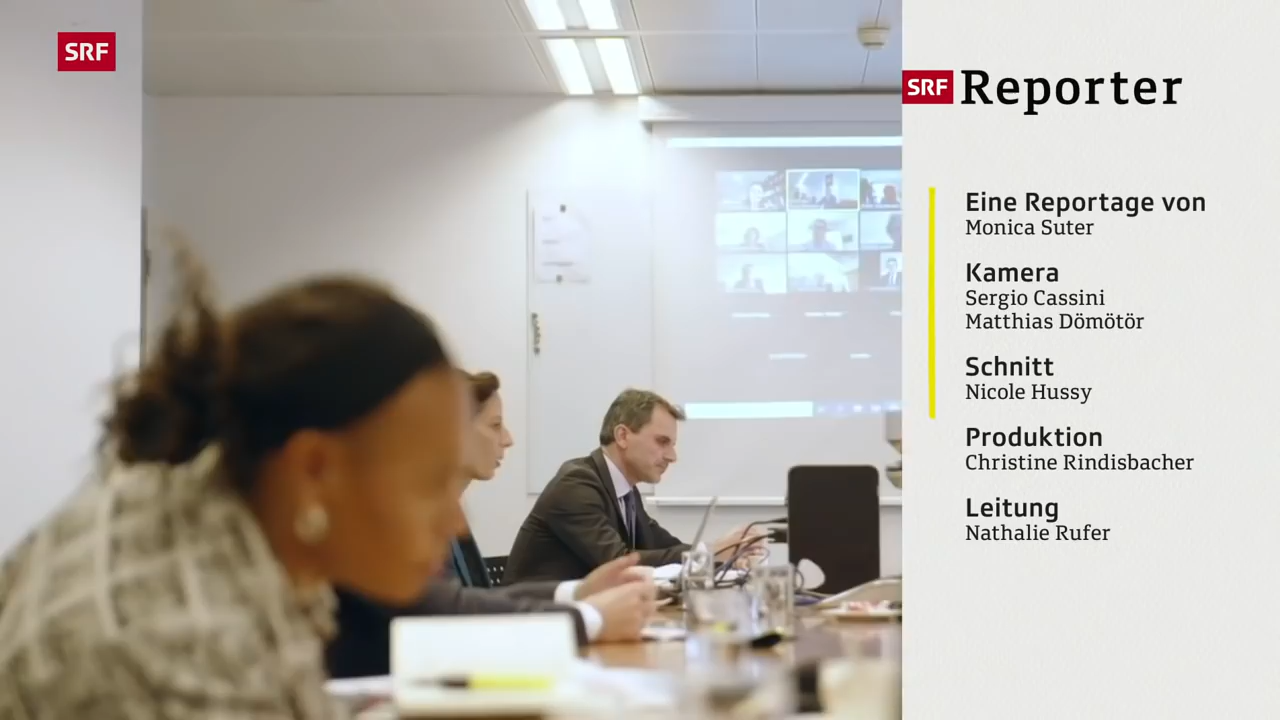 SRF
SRF Reporter
Eine Reportage von
Monica Suter
Kamera
Sergio Cassini
Matthias Dömötör
Schnitt
Nicole Hussy
Produktion
Christine Rindisbacher
Leitung
Nathalie Rufer